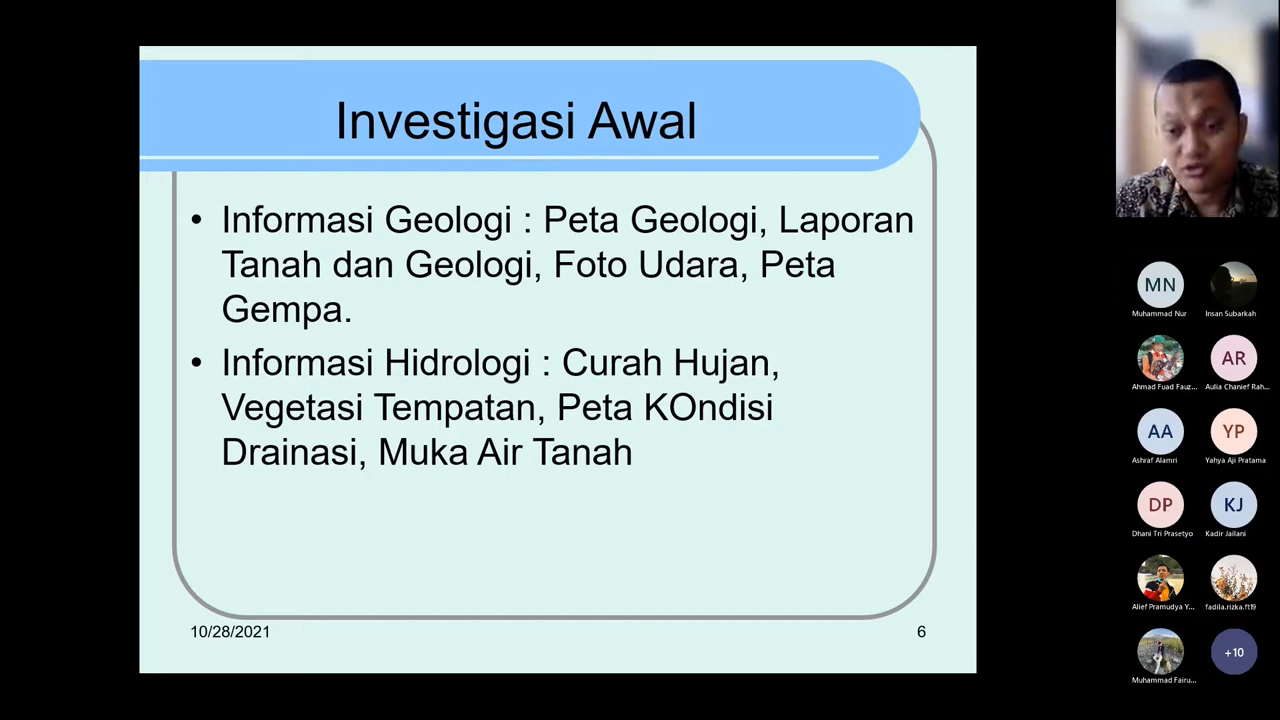 Investigasi Awal
• Informasi Geologi : Peta Geologi, Laporan
Tanah dan Geologi, Foto Udara, Peta
Gempa.
• Informasi Hidrologi : Curah Hujan,
Vegetasi Tempatan, Peta KOndisi
Drainasi, Muka Air Tanah
10/28/2021
6
MN
Muhammad Nur
Insan Subarkah
Ahmad Fuad Fauz...
AR
Aulia Chanief Rah...
AA
Ashraf Alamri
YP
Yahya Aji Pratama
DP
Dhani Tri Prasetyo
KJ
Kadir Jailani
Alief Pramudya Y...
fadila.rizka.ft19
Muhammad Fairu...
+10